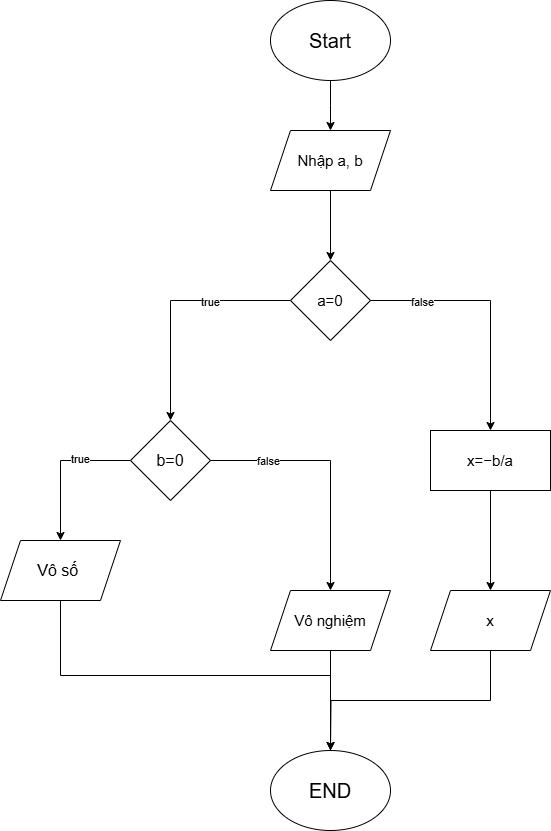 Start
Nhập a, b
a=0
true
false
b=0
true
false
x=−b/a
Vô số
Vô nghiệm
x
END